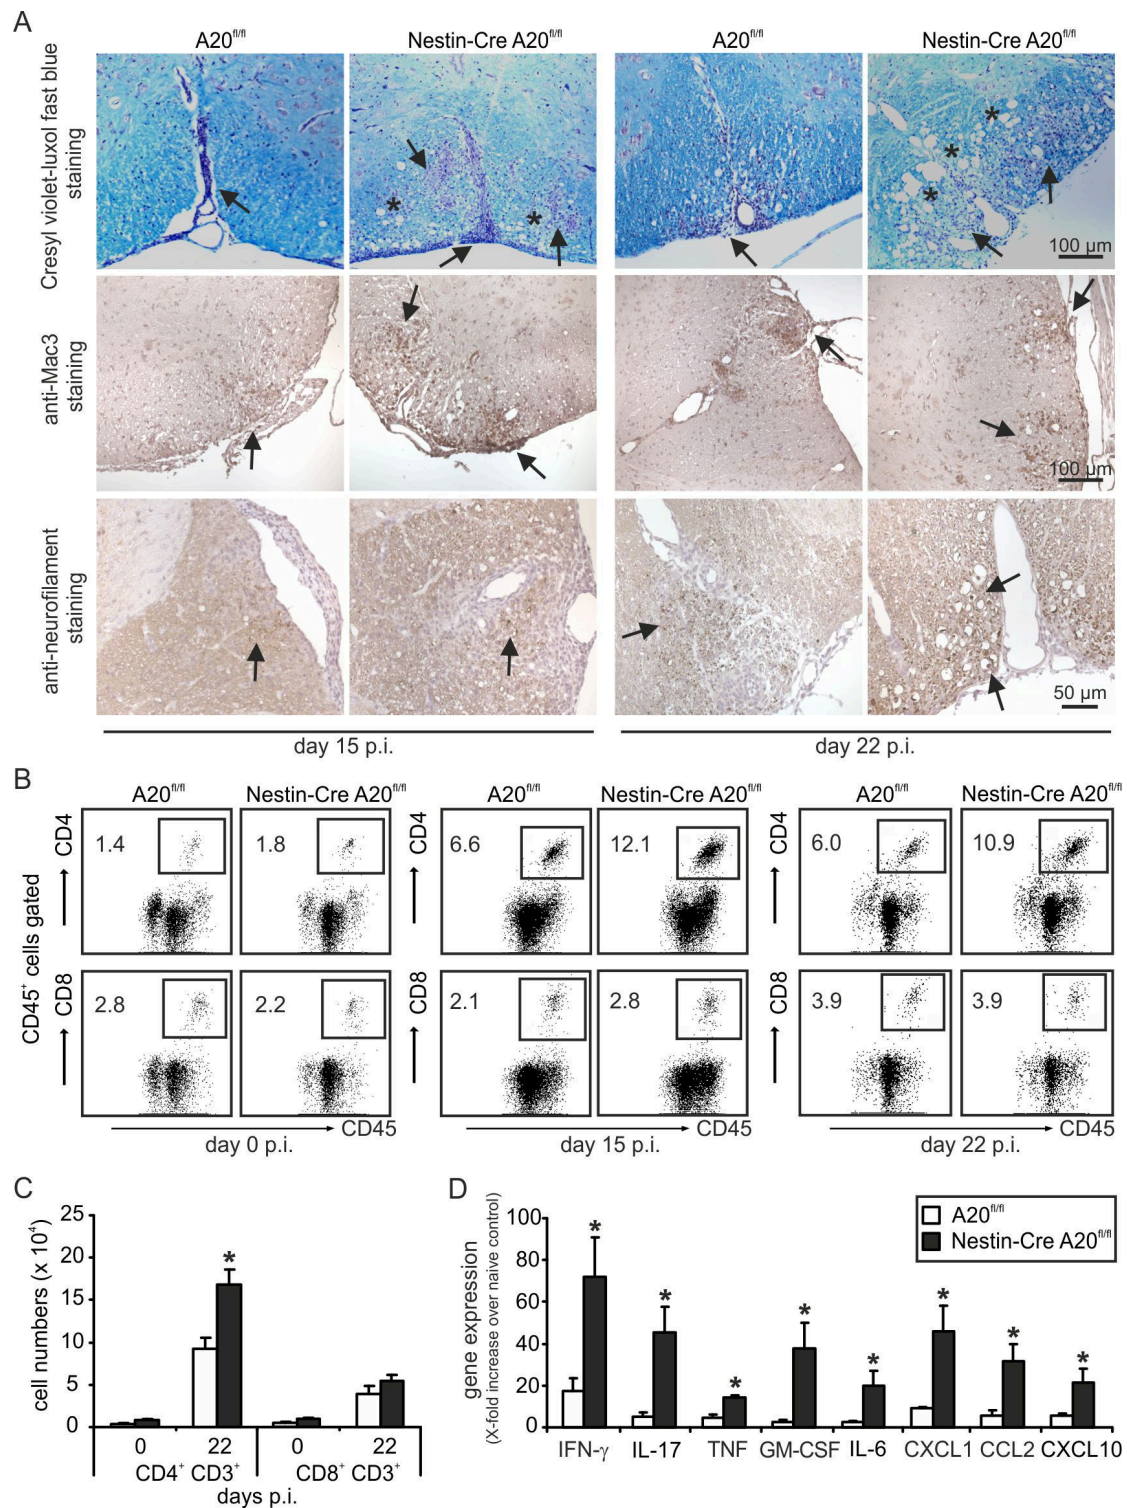 A
A20fl/fl Nestin-Cre A20fl/fl A20fl/fl Nestin-Cre A20fl/fl
Cresyl violet-luxol fast blue
staining
* * * * *
100 µm
anti-Mac3
staining
100 µm
anti-neurofilament
staining
50 µm
day 15 p.i. day 22 p.i.
B
A20fl/fl Nestin-Cre A20fl/fl A20fl/fl Nestin-Cre A20fl/fl A20fl/fl Nestin-Cre A20fl/fl
CD45+ cells gated
CD4 1.4 1.8 CD4 6.6 12.1 CD4 6.0 10.9
CD8 2.8 2.2 CD8 2.1 2.8 CD8 3.9 3.9
CD45 CD45 CD45
day 0 p.i. day 15 p.i. day 22 p.i.
C
cell numbers (x 10⁴)
25
20
15
10
5
0
*
0 22 0 22
CD4+ CD3+ CD8+ CD3+
days p.i.
D
A20fl/fl
Nestin-Cre A20fl/fl
gene expression
(X-fold increase over naive control)
100
80
60
40
20
0
* * * * * * * *
IFN-γ IL-17 TNF GM-CSF IL-6 CXCL1 CCL2 CXCL10